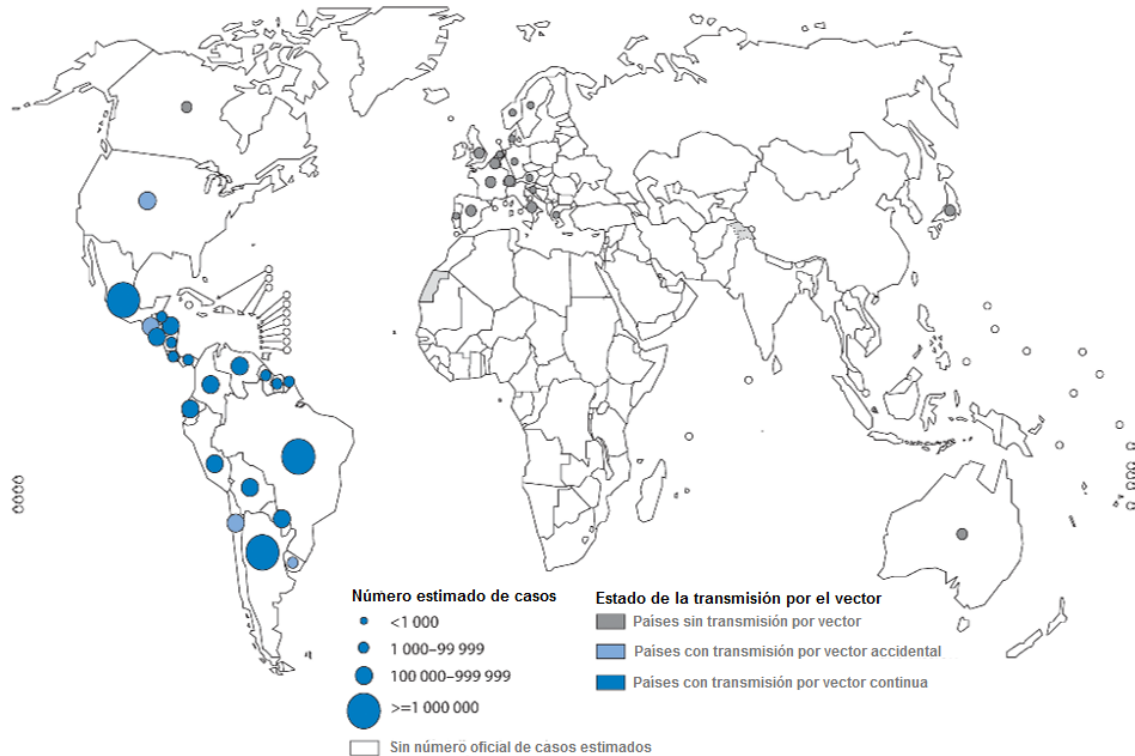 Número estimado de casos
<1 000
1 000–99 999
100 000–999 999
>=1 000 000
Sin número oficial de casos estimados
Estado de la transmisión por el vector
Países sin transmisión por vector
Países con transmisión por vector accidental
Países con transmisión por vector continua